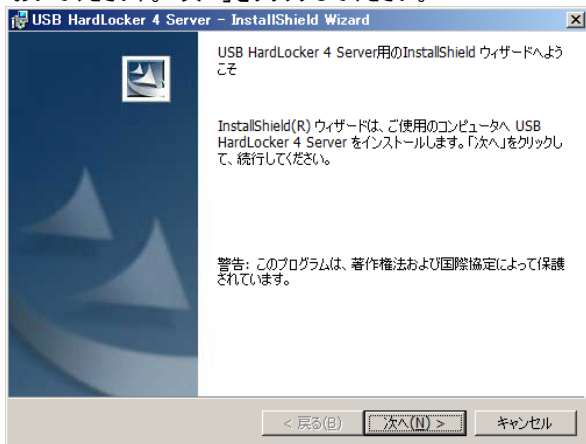 USB HardLocker 4 Server - InstallShield Wizard
USB HardLocker 4 Server用のInstallShield ウィザードへよう
こそ
InstallShield(R) ウィザードは、ご使用のコンピュータへ USB
HardLocker 4 Server をインストールします。「次へ」をクリックし
て、続行してください。
警告: このプログラムは、著作権法および国際協定によって保護
されています。
< 戻る(B)
次へ(N) >
キャンセル